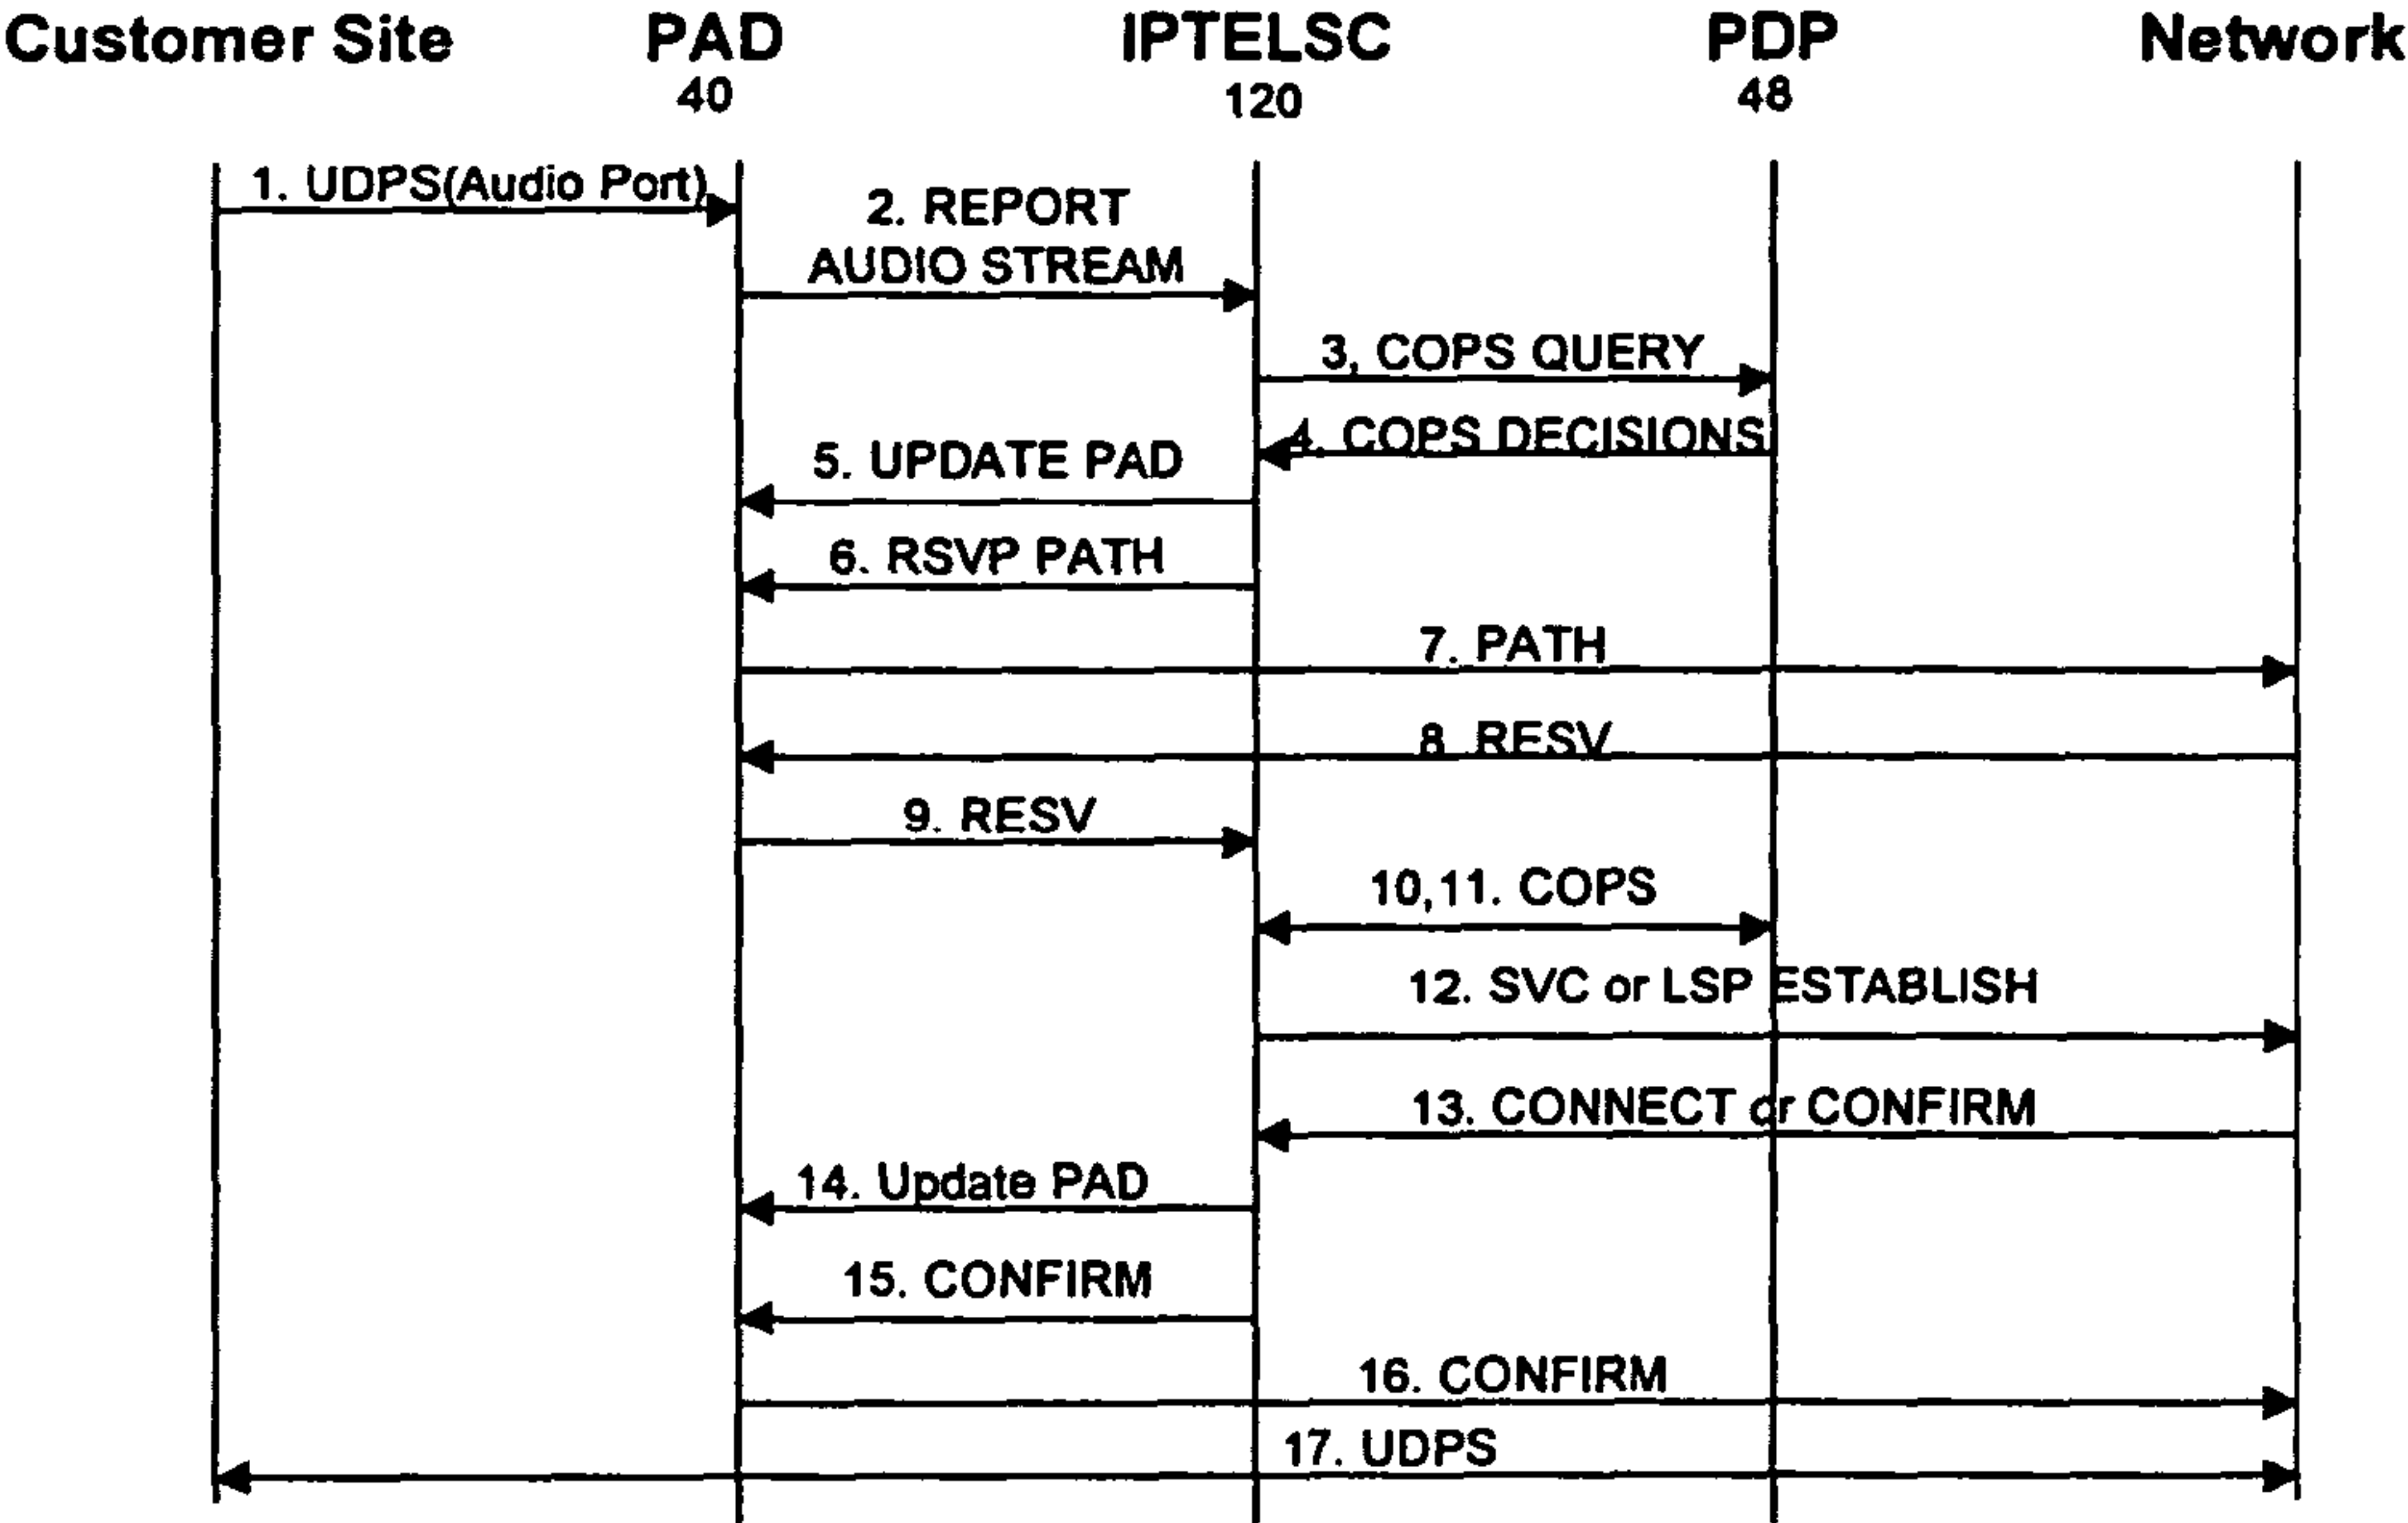 Customer Site PAD IPTELSC PDP Network
40 120 48
1. UDPS(Audio Port)
2. REPORT
AUDIO STREAM
3, COPS QUERY
4. COPS DECISIONS
5. UPDATE PAD
6. RSVP PATH
7. PATH
8. RESV
9. RESV
10,11. COPS
12. SVC or LSP ESTABLISH
13. CONNECT or CONFIRM
14. Update PAD
15. CONFIRM
16. CONFIRM
17. UDPS